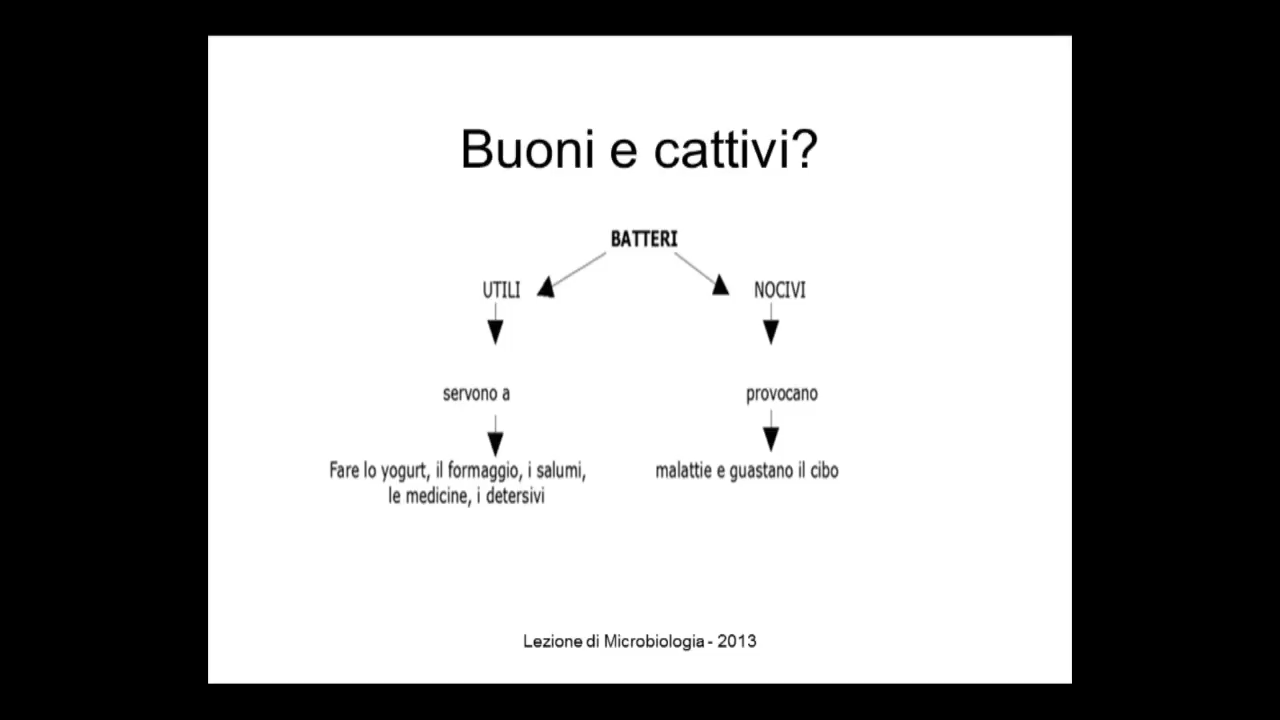 Buoni e cattivi?
BATTERI
UTILI
NOCIVI
servono a
provocano
Fare lo yogurt, il formaggio, i salumi,
le medicine, i detersivi
malattie e guastano il cibo
Lezione di Microbiologia - 2013